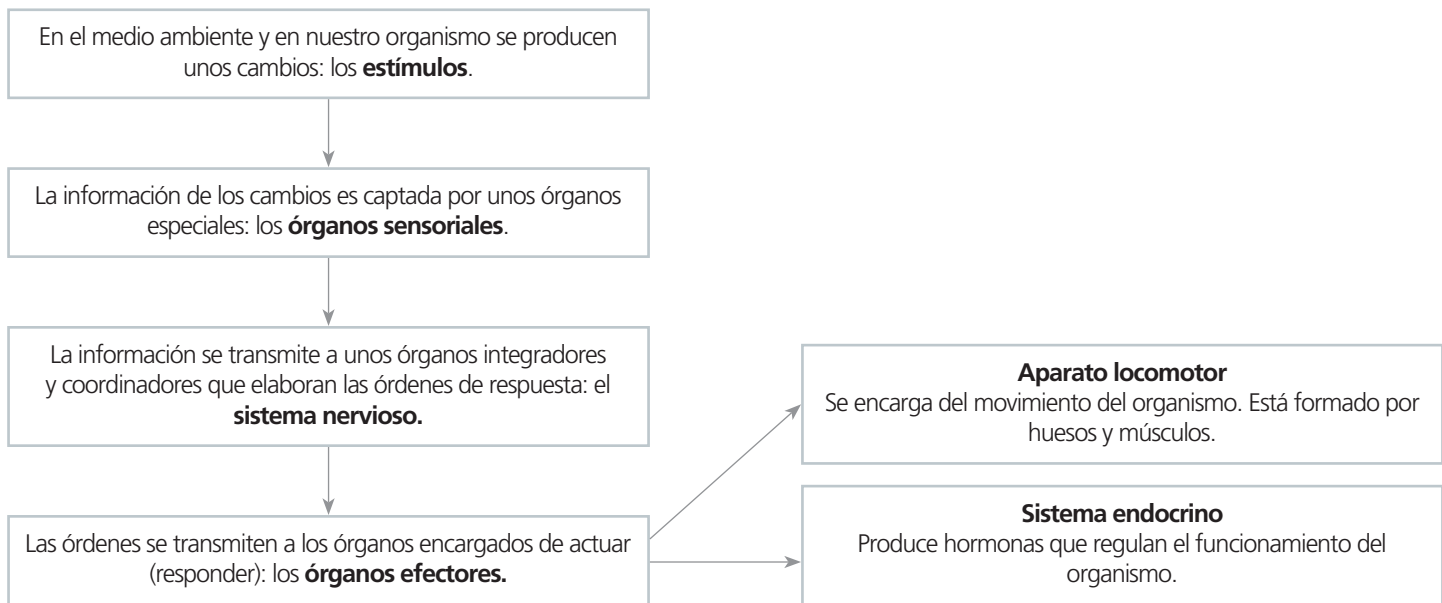 En el medio ambiente y en nuestro organismo se producen
unos cambios: los estímulos.
La información de los cambios es captada por unos órganos
especiales: los órganos sensoriales.
La información se transmite a unos órganos integradores
y coordinadores que elaboran las órdenes de respuesta: el
sistema nervioso.
Las órdenes se transmiten a los órganos encargados de actuar
(responder): los órganos efectores.
Aparato locomotor
Se encarga del movimiento del organismo. Está formado por
huesos y músculos.
Sistema endocrino
Produce hormonas que regulan el funcionamiento del
organismo.